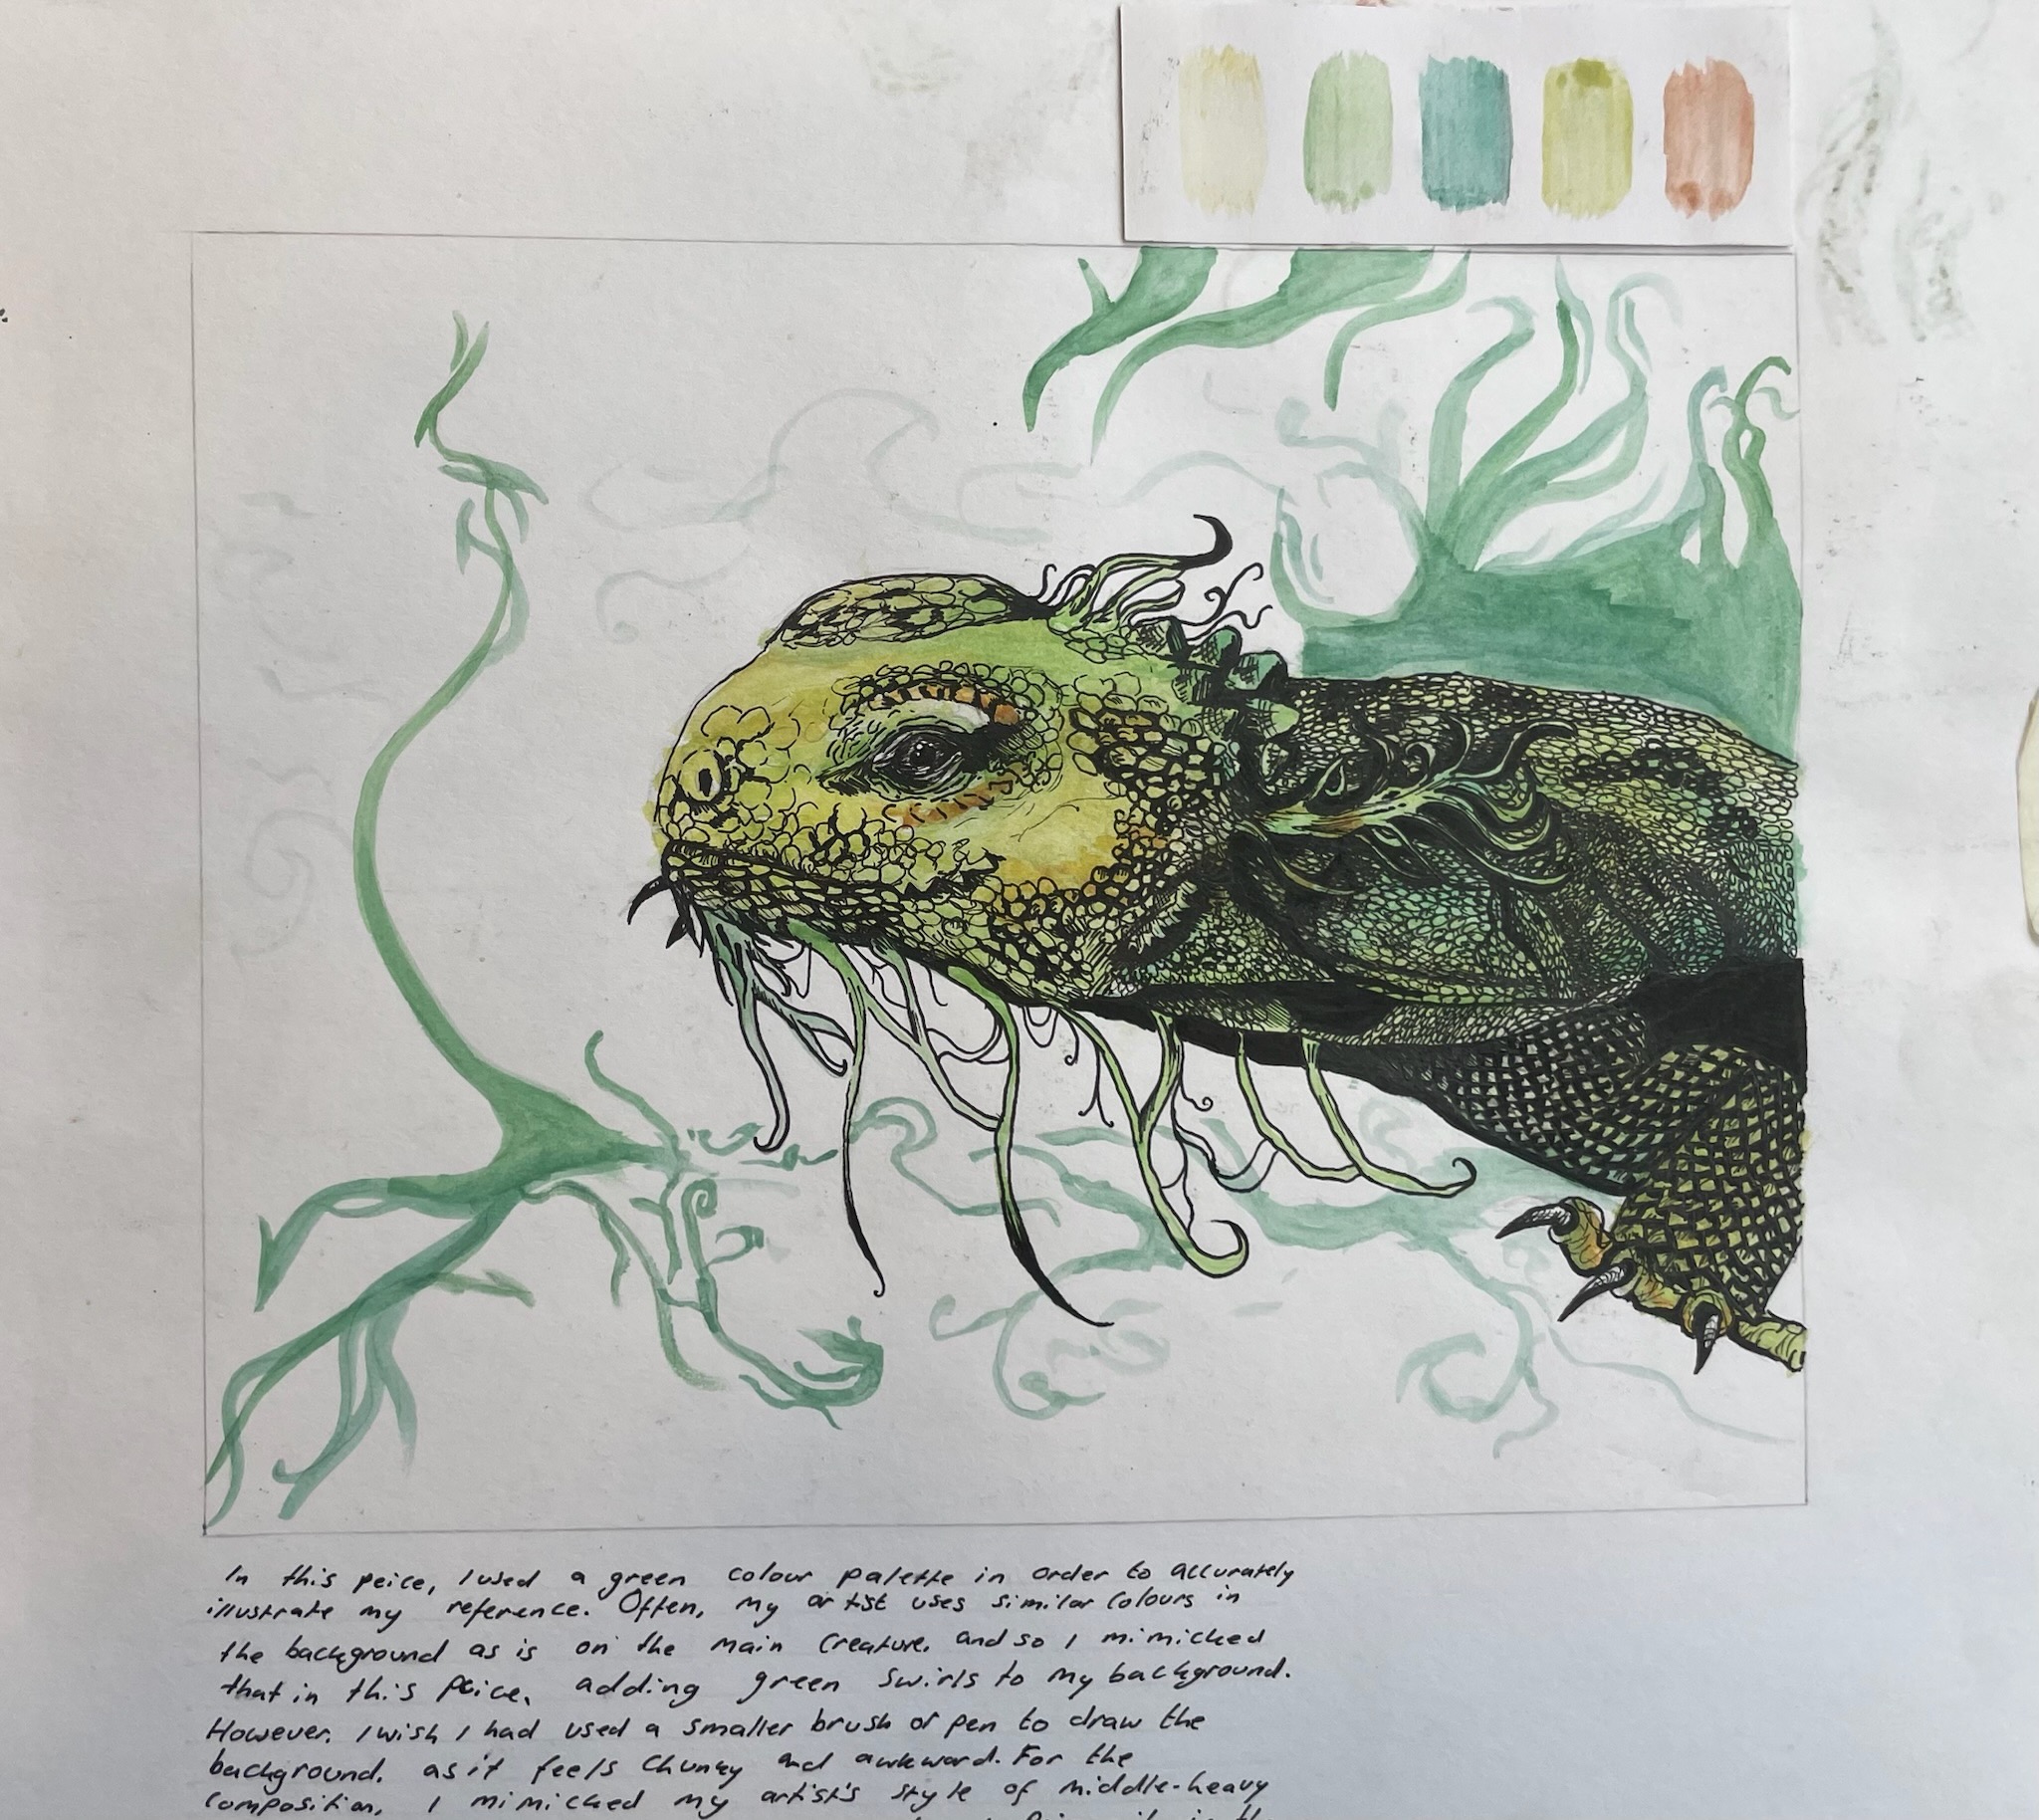 In this peice, I used a green colour palette in order to accurately
illustrate my reference. Often, my artist uses similar colours in
the background as is on the main creature, and so I mimicked
that in this peice, adding green swirls to my background.
However, I wish I had used a smaller brush or pen to draw the
background, as it feels chunky and awkward. For the
composition, I mimicked my artist's style of middle-heavy